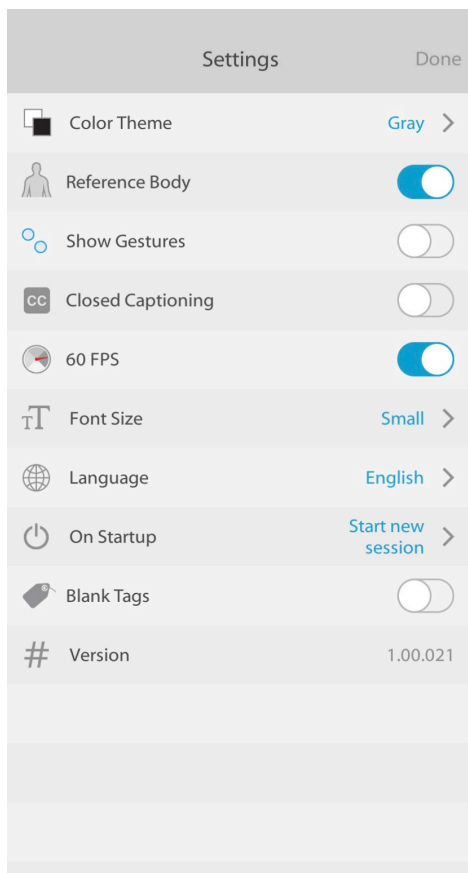 Settings Done
Color Theme Gray
Reference Body
Show Gestures
CC Closed Captioning
60 FPS
TT Font Size Small
Language English
On Startup Start new
session
Blank Tags
# Version 1.00.021